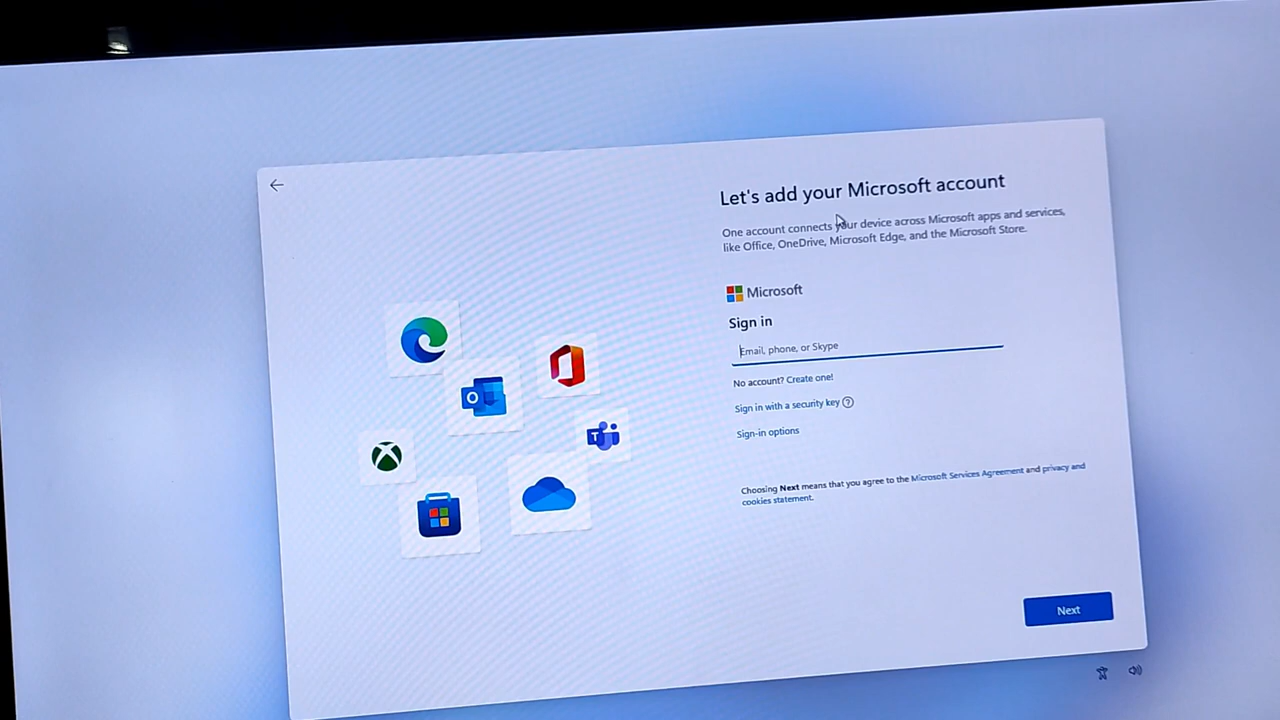 Let's add your Microsoft account
One account connects your device across Microsoft apps and services,
like Office, OneDrive, Microsoft Edge, and the Microsoft Store.
Microsoft
Sign in
Email, phone, or Skype
No account? Create one!
Sign in with a security key ?
Sign-in options
Choosing Next means that you agree to the Microsoft Services Agreement and privacy and
cookies statement.
Next